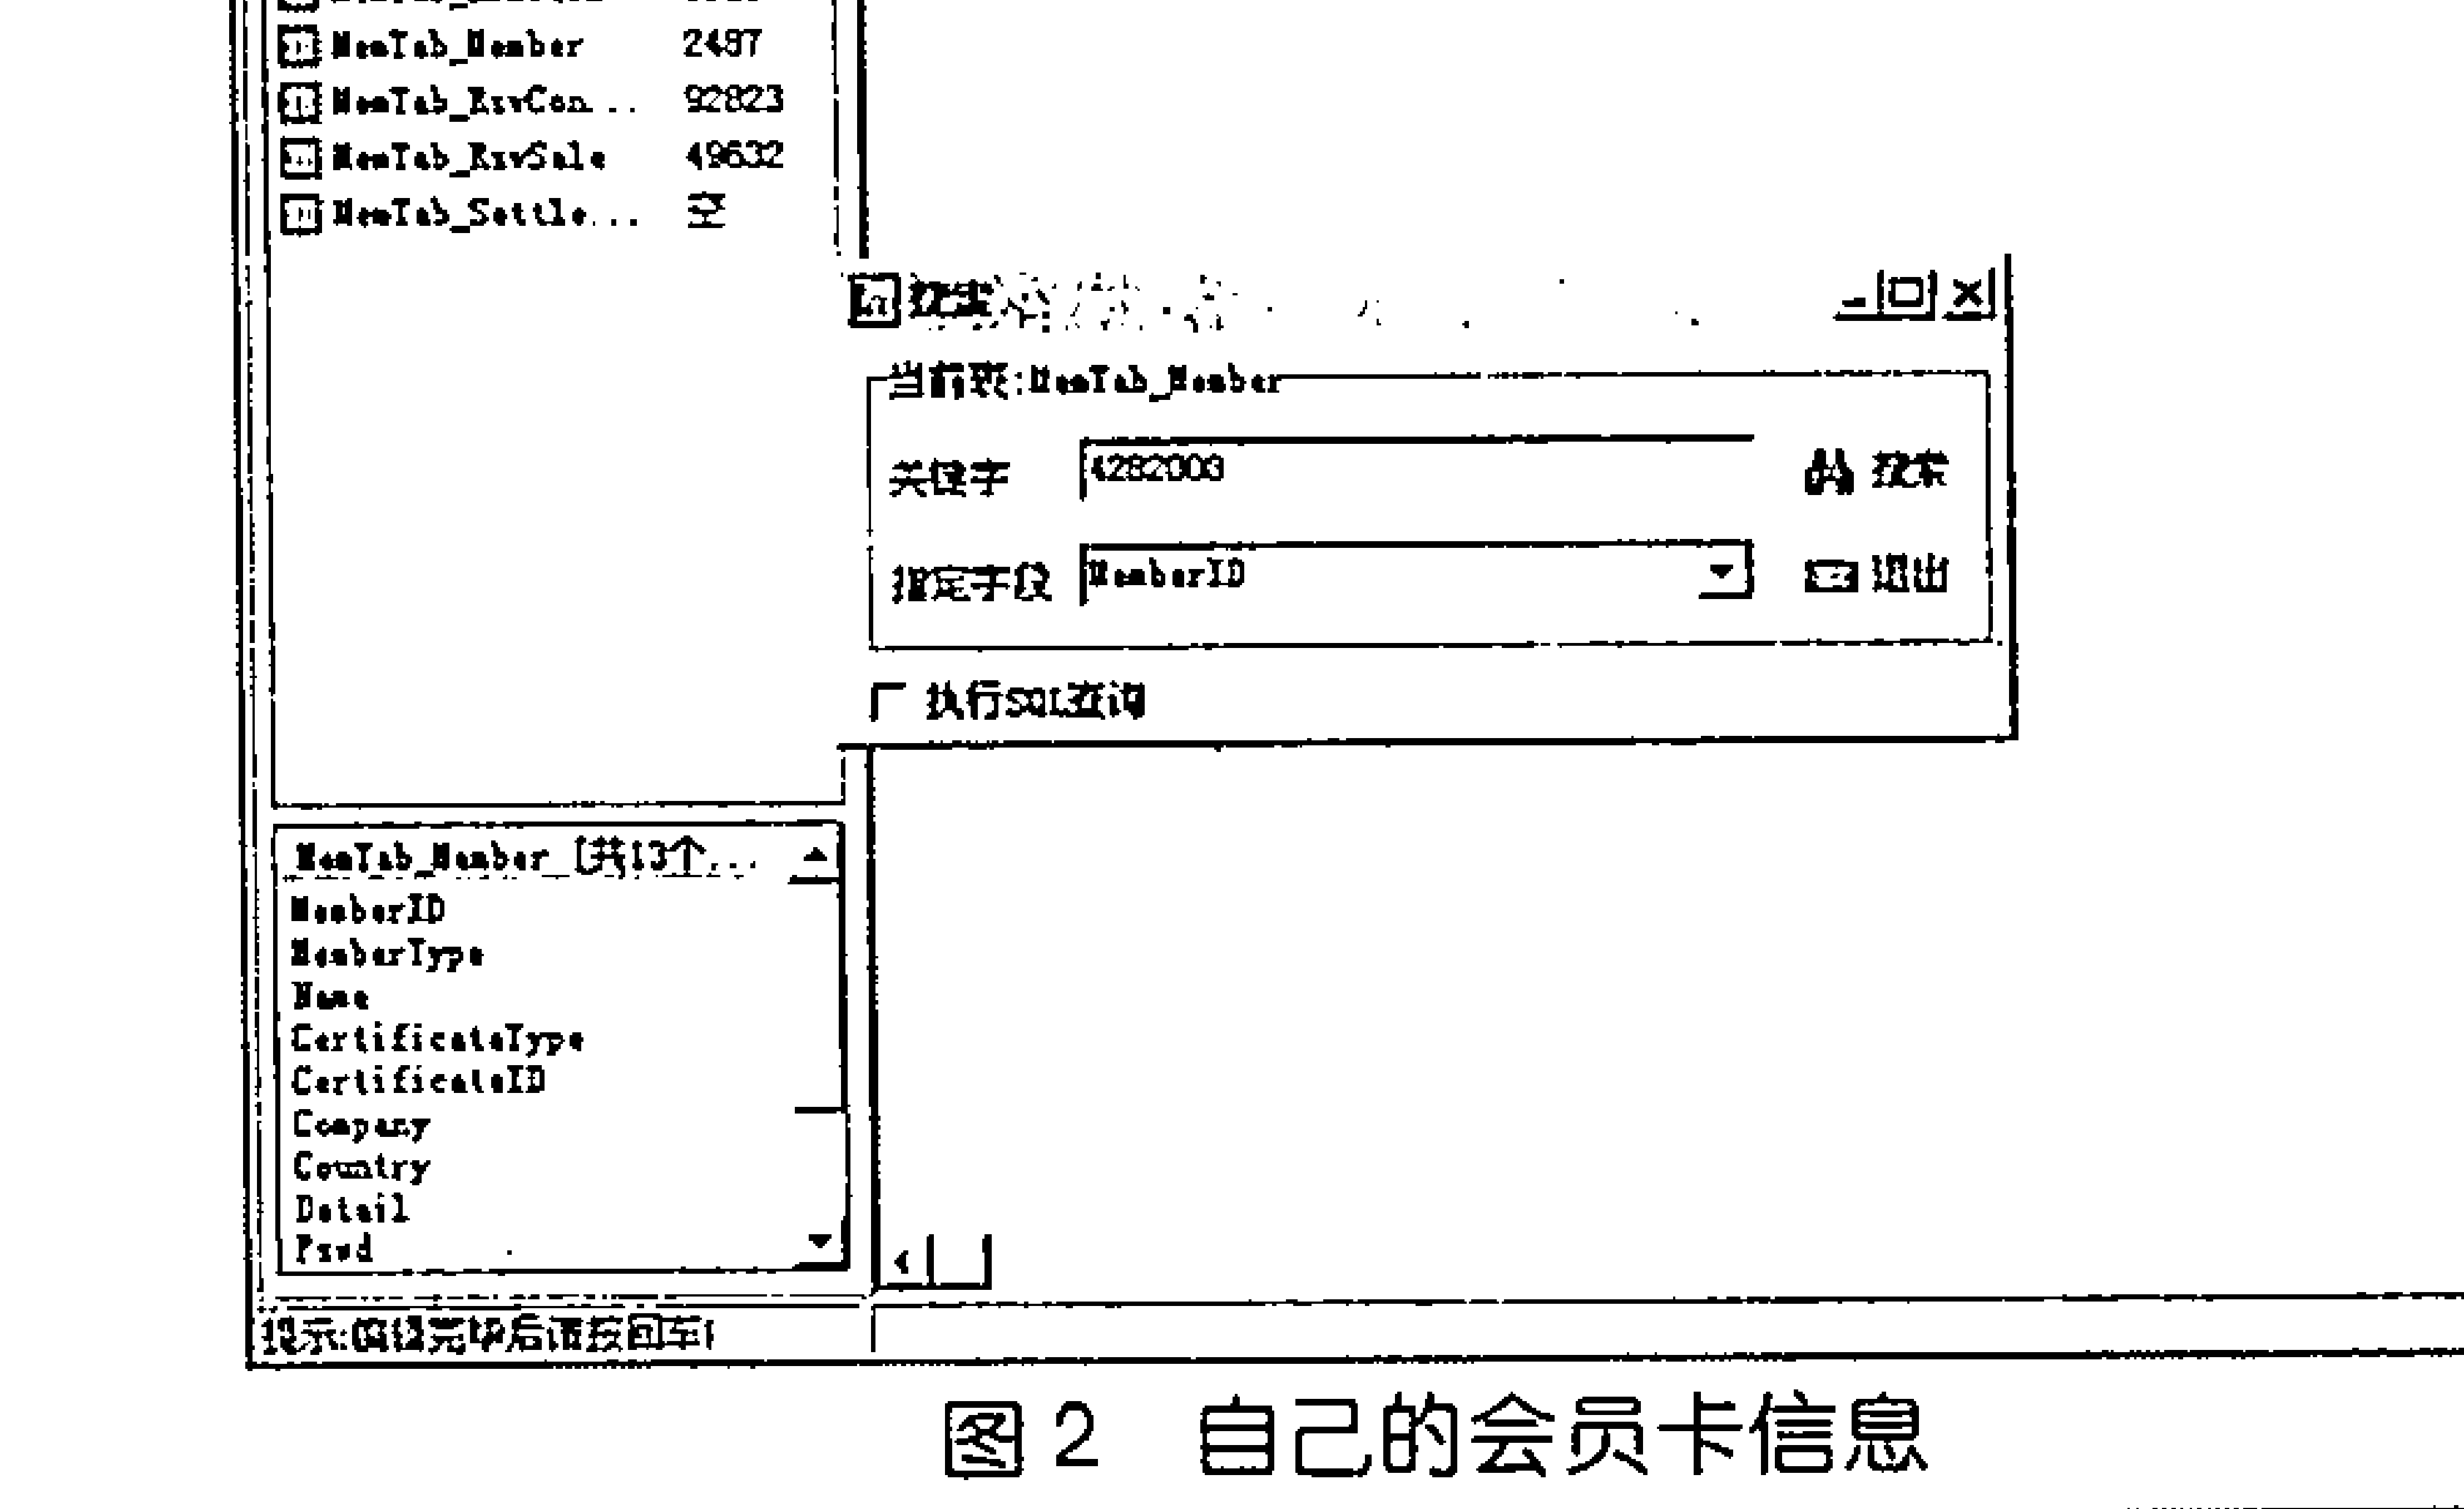 MemTab_Member 2497
MemTab_RsvCon... 92823
MemTab_RsvSale 49632
MemTab_Settle...
搜索
当前表:MemTab_Member
关键字 4282003 搜索
指定字段 MemberID 退出
执行SQL查询
MemTab_Member [共13个...
MemberID
MemberType
Name
CertificateType
CertificateID
Company
Country
Detail
Pswd
提示:编辑完毕后请按回车!
图2 自己的会员卡信息